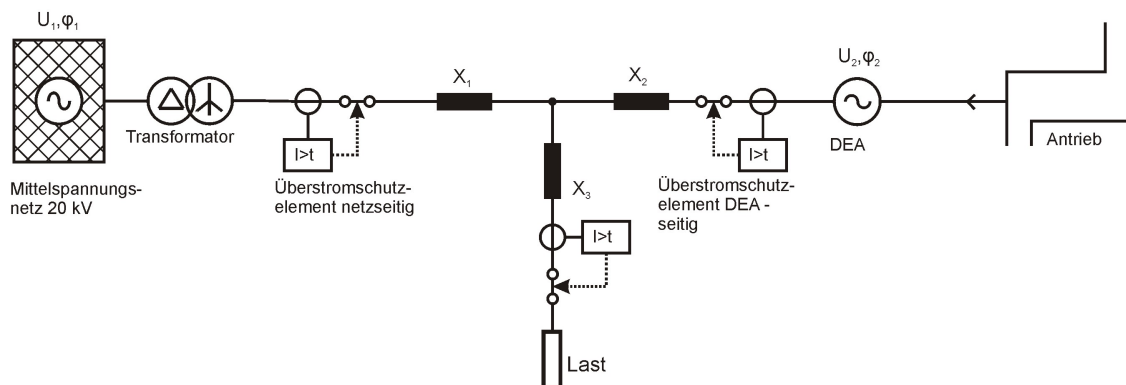 U₁,φ₁
Transformator
Mittelspannungs-
netz 20 kV
I>t
Überstromschutz-
element netzseitig
X₁
X₂
X₃
I>t
Last
I>t
Überstromschutz-
element DEA -
seitig
U₂,φ₂
DEA
Antrieb